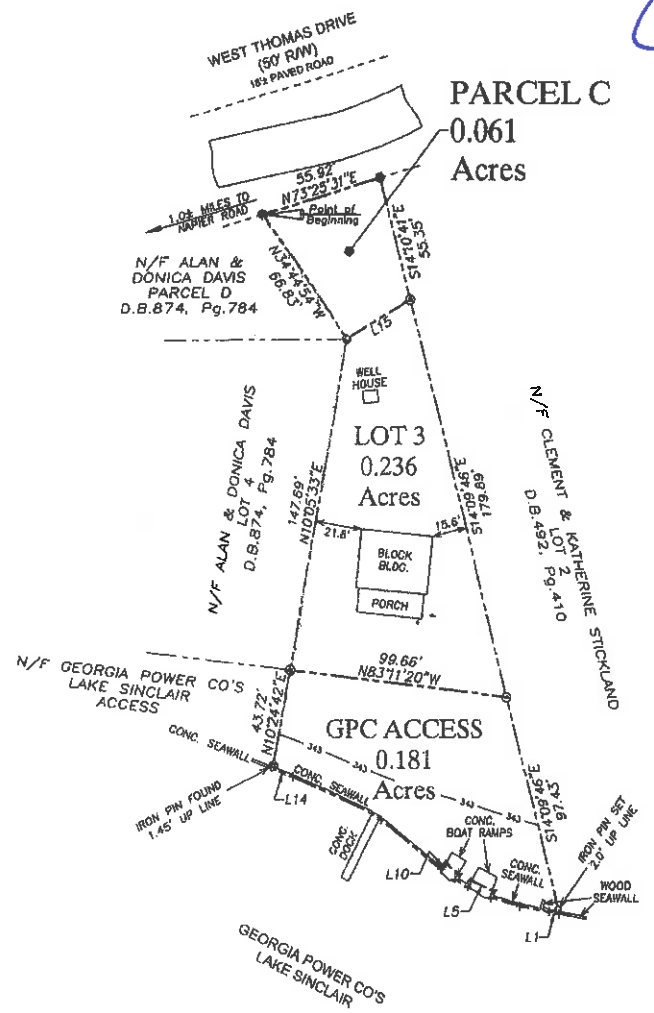 WEST THOMAS DRIVE
(50' R/W)
18'± PAVED ROAD
PARCEL C
0.061
Acres
55.92'
N73°25'31"E
1.0± MILES TO
NAPIER ROAD
Point of
Beginning
S14°10'41"E
55.35'
N/F ALAN &
DONICA DAVIS
PARCEL D
D.B.874, Pg.784
N34°44'54"W
66.83'
L15
WELL
HOUSE
N/F ALAN & DONICA DAVIS
LOT 4
D.B.874, Pg.784
LOT 3
0.236
Acres
N/F CLEMENT & KATHERINE STICKLAND
LOT 2
D.B.492, Pg.410
147.69'
N10°05'33"E
S14°09'46"E
176.89'
21.8'
15.6'
BLOCK
BLDG.
PORCH
99.66'
N83°11'20"W
N/F GEORGIA POWER CO'S
LAKE SINCLAIR
ACCESS
43.72'
N10°24'42"E
GPC ACCESS
0.181
Acres
CONC. SEAWALL
CONC. SEAWALL
343
343
343
343
S14°09'46"E
97.43'
IRON PIN FOUND
1.45' UP LINE
L14
CONC.
DOCK
CONC.
BOAT RAMPS
IRON PIN SET
2.0' UP LINE
L10
CONC.
SEAWALL
WOOD
SEAWALL
L5
L1
GEORGIA POWER CO'S
LAKE SINCLAIR